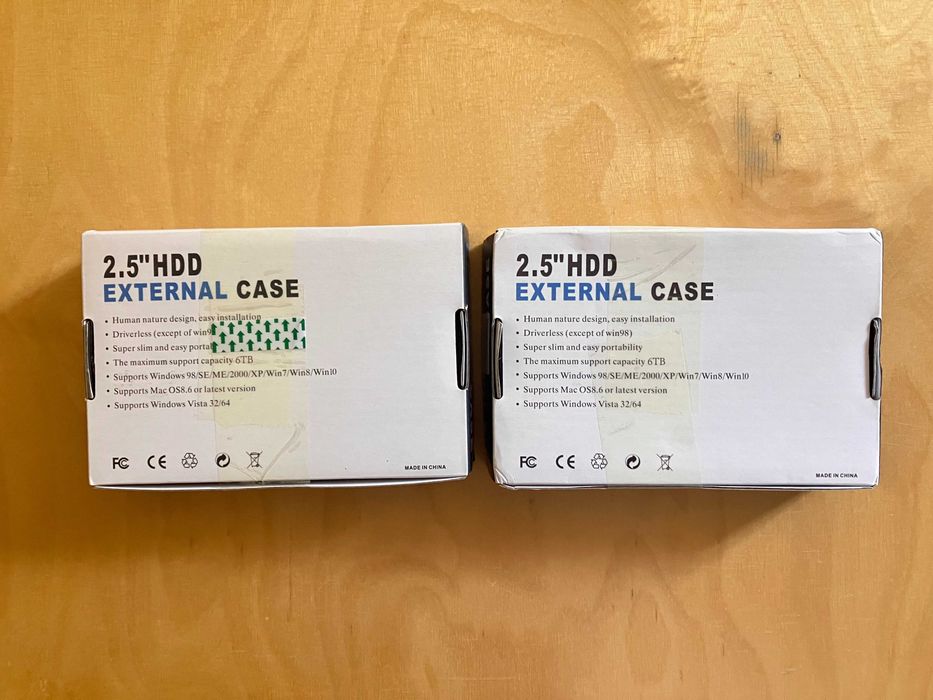 2.5"HDD
EXTERNAL CASE
• Human nature design, easy installation
• Driverless (except of win9
• Super slim and easy porta
• The maximum support capacity 6TB
• Supports Windows 98/SE/ME/2000/XP/Win7/Win8/Win10
• Supports Mac OS8.6 or latest version
• Supports Windows Vista 32/64
FC CE
MADE IN CHINA
2.5"HDD
EXTERNAL CASE
• Human nature design, easy installation
• Driverless (except of win98)
• Super slim and easy portability
• The maximum support capacity 6TB
• Supports Windows 98/SE/ME/2000/XP/Win7/Win8/Win10
• Supports Mac OS8.6 or latest version
• Supports Windows Vista 32/64
FC CE
MADE IN CHINA